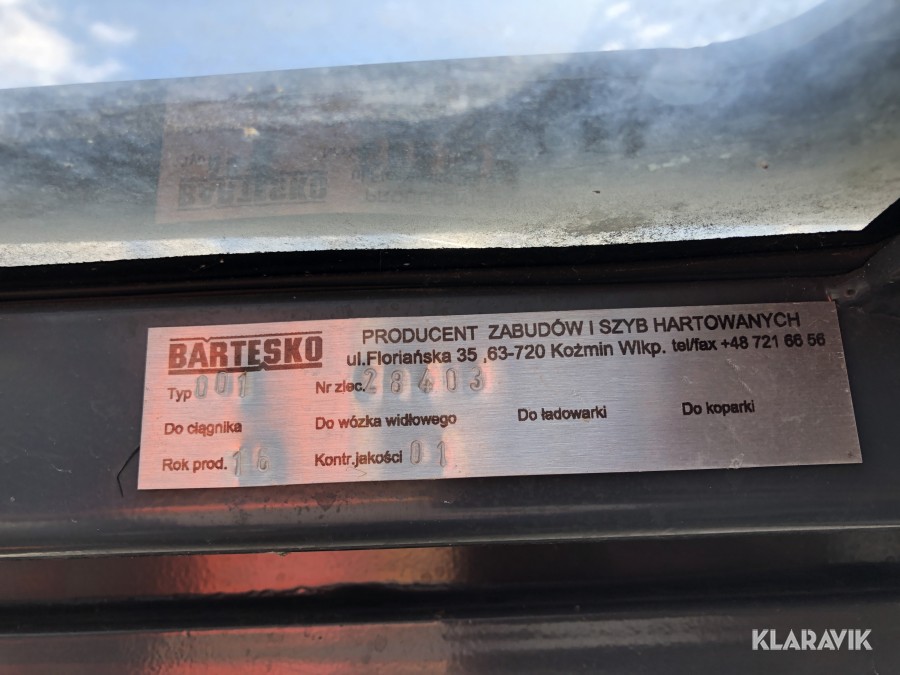 BARTESKO
PRODUCENT ZABUDÓW I SZYB HARTOWANYCH
ul.Floriańska 35 ,63-720 Koźmin Wlkp. tel/fax +48 721 66 56
Typ 001 Nr zlec. 28403
Do ciągnika Do wózka widłowego Do ładowarki Do koparki
Rok prod. 16 Kontr.jakości 01
KLARAVIK